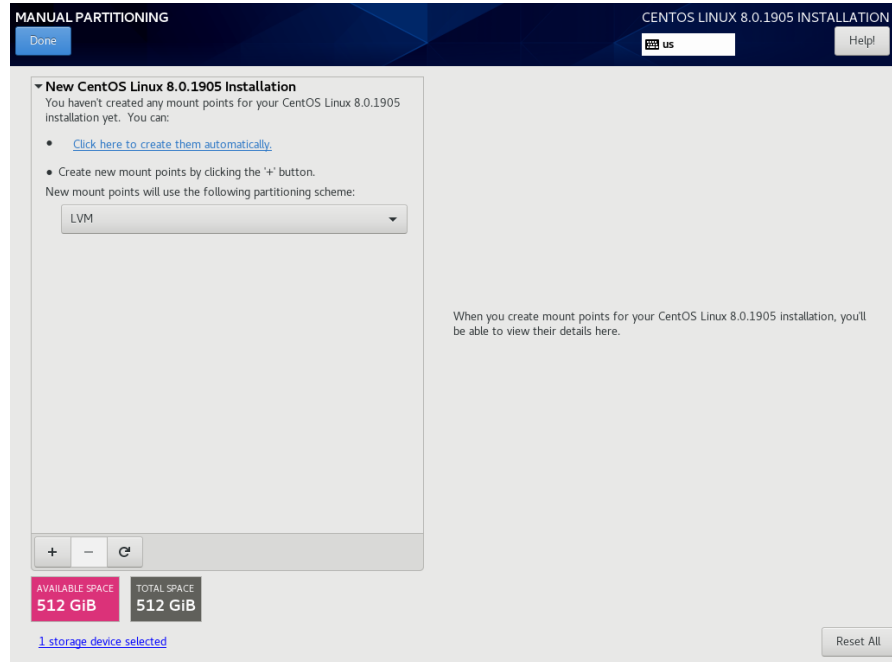 MANUAL PARTITIONING
CENTOS LINUX 8.0.1905 INSTALLATION
Done
us
Help!
New CentOS Linux 8.0.1905 Installation
You haven't created any mount points for your CentOS Linux 8.0.1905
installation yet. You can:
• Click here to create them automatically.
• Create new mount points by clicking the '+' button.
New mount points will use the following partitioning scheme:
LVM
When you create mount points for your CentOS Linux 8.0.1905 installation, you'll
be able to view their details here.
+ − 
AVAILABLE SPACE
512 GiB
TOTAL SPACE
512 GiB
1 storage device selected
Reset All